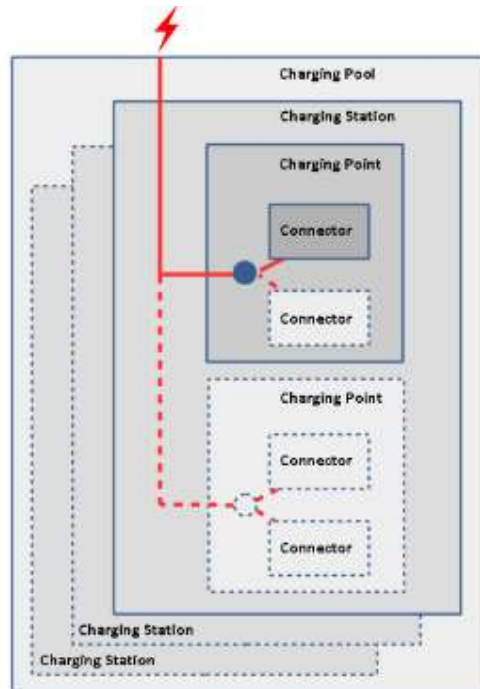 Charging Pool
Charging Station
Charging Point
Connector
Connector
Charging Point
Connector
Connector
Charging Station
Charging Station